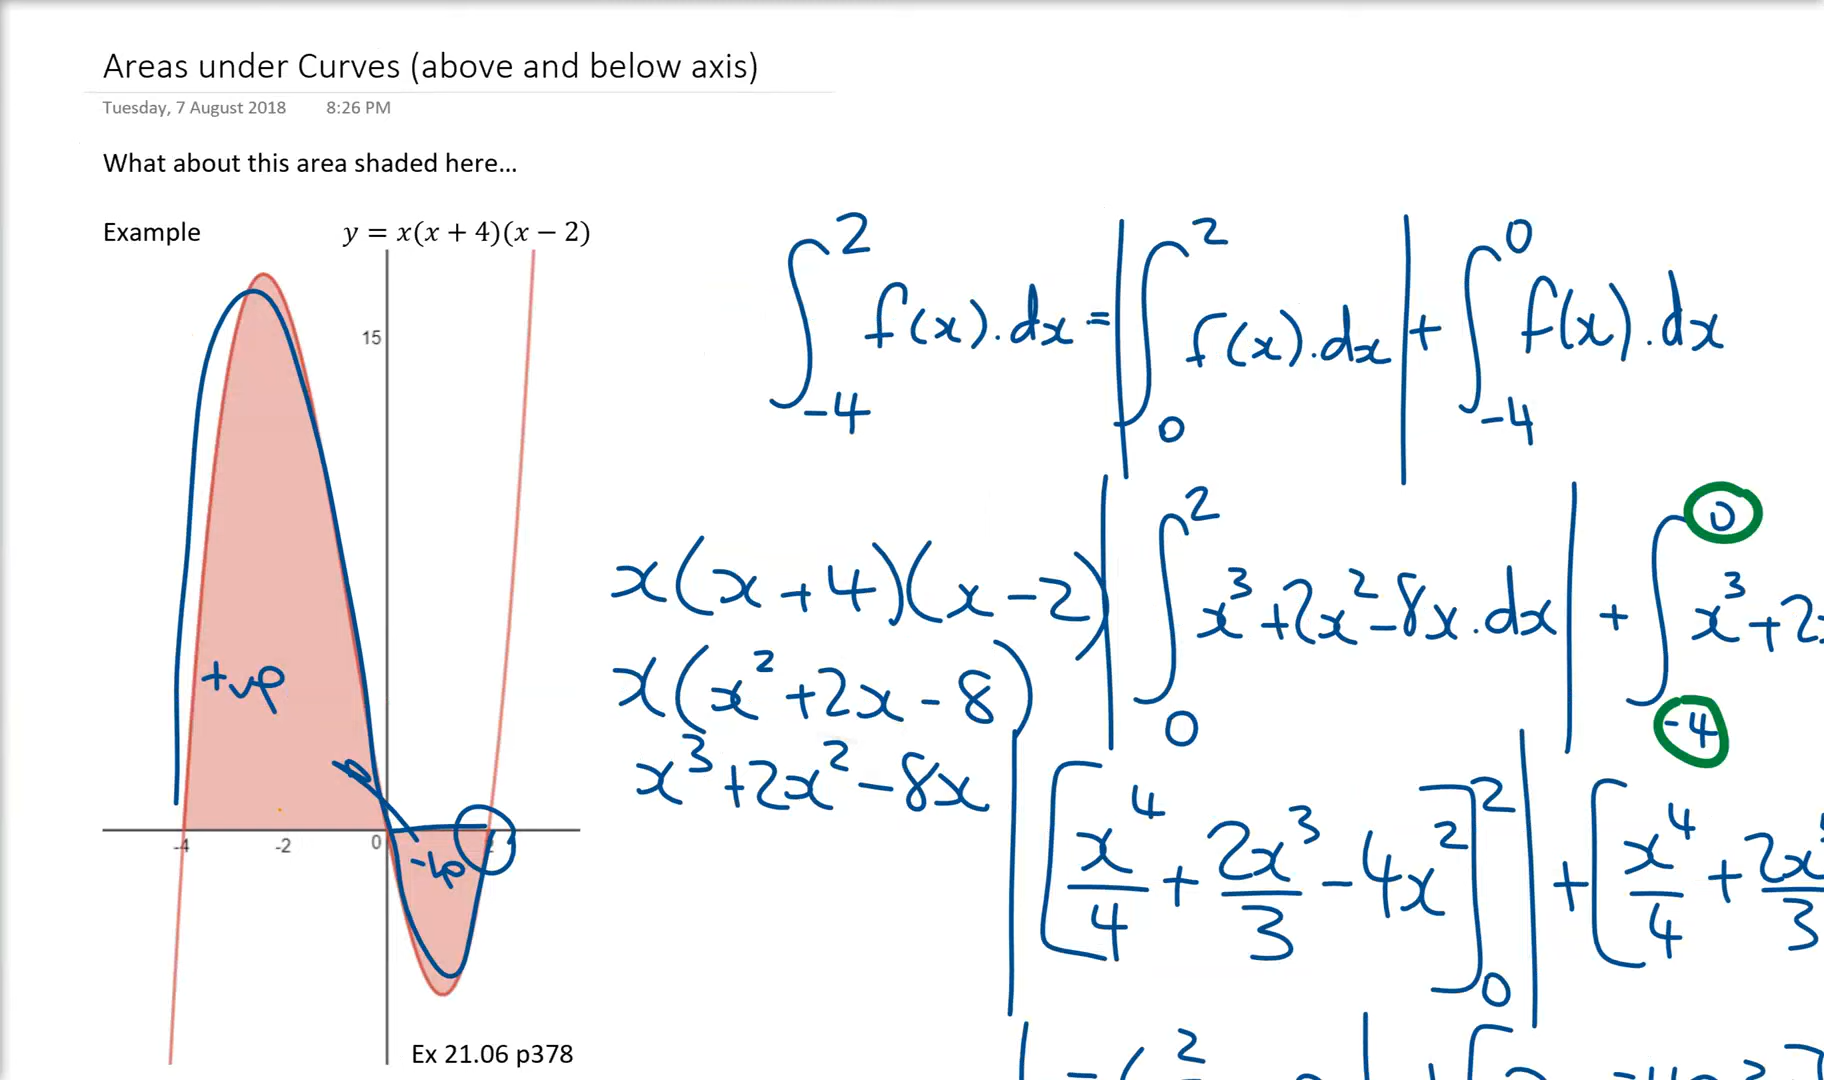 Areas under Curves (above and below axis)
Tuesday, 7 August 2018 8:26 PM
What about this area shaded here...
Example y = x(x + 4)(x − 2)
15
-4 -2 0 2
+ve
-ve
Ex 21.06 p378
∫_{-4}^{2} f(x).dx = |∫_{0}^{2} f(x).dx| + ∫_{-4}^{0} f(x).dx
x(x+4)(x-2)
x(x²+2x-8)
x³+2x²-8x
|∫_{0}^{2} x³+2x²-8x.dx| + ∫_{-4}^{0} x³+2
|[x⁴/4 + 2x³/3 - 4x²]_{0}^{2}| + [x⁴/4 + 2x³/3